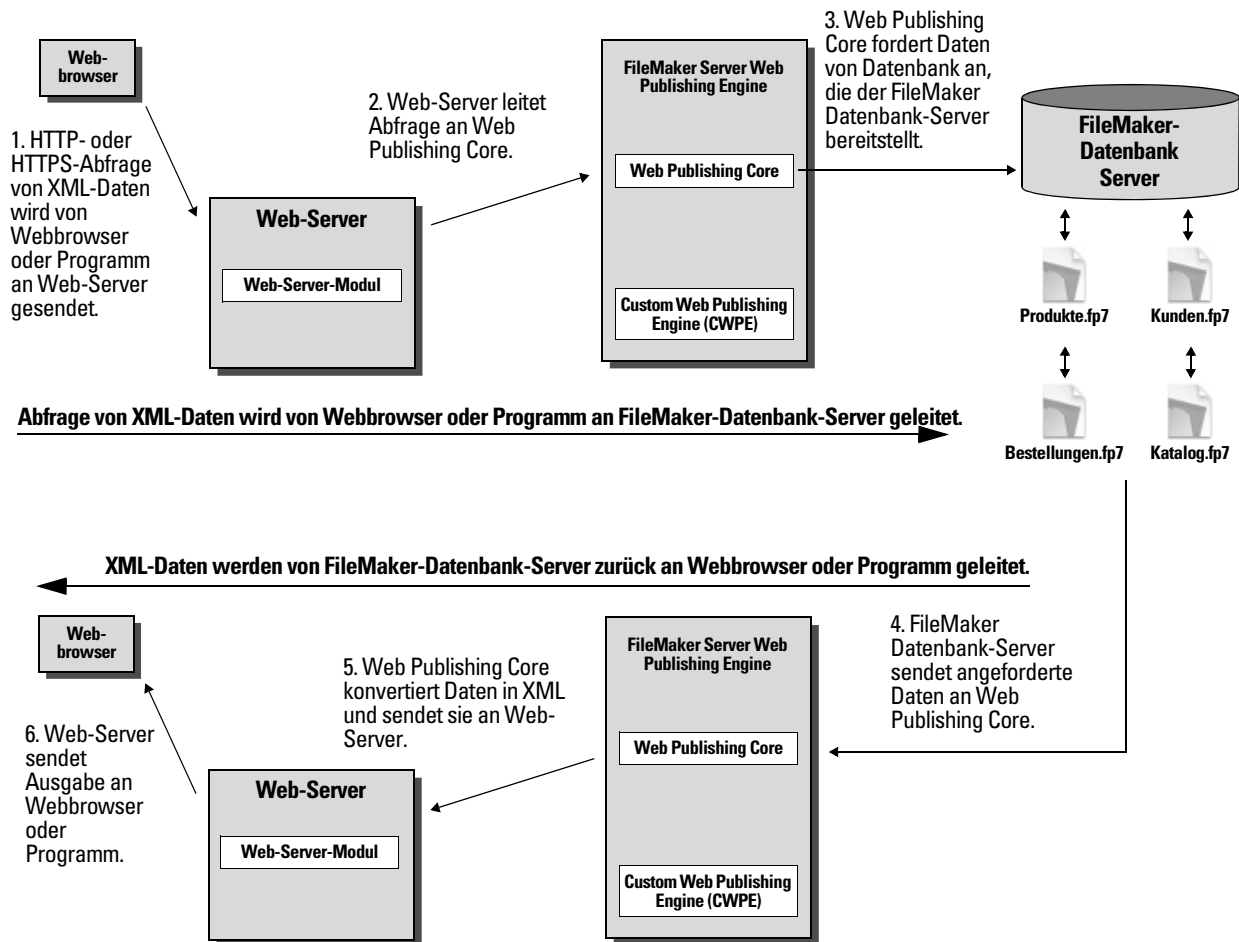 Web-
browser
1. HTTP- oder
HTTPS-Abfrage
von XML-Daten
wird von
Webbrowser
oder Programm
an Web-Server
gesendet.
Web-Server
Web-Server-Modul
2. Web-Server leitet
Abfrage an Web
Publishing Core.
FileMaker Server Web
Publishing Engine
Web Publishing Core
Custom Web Publishing
Engine (CWPE)
3. Web Publishing
Core fordert Daten
von Datenbank an,
die der FileMaker
Datenbank-Server
bereitstellt.
FileMaker-
Datenbank
Server
Produkte.fp7
Kunden.fp7
Bestellungen.fp7
Katalog.fp7
Abfrage von XML-Daten wird von Webbrowser oder Programm an FileMaker-Datenbank-Server geleitet.
XML-Daten werden von FileMaker-Datenbank-Server zurück an Webbrowser oder Programm geleitet.
4. FileMaker
Datenbank-Server
sendet angeforderte
Daten an Web
Publishing Core.
FileMaker Server Web
Publishing Engine
Web Publishing Core
Custom Web Publishing
Engine (CWPE)
5. Web Publishing Core
konvertiert Daten in XML
und sendet sie an Web-
Server.
Web-Server
Web-Server-Modul
Web-
browser
6. Web-Server
sendet
Ausgabe an
Webbrowser
oder
Programm.